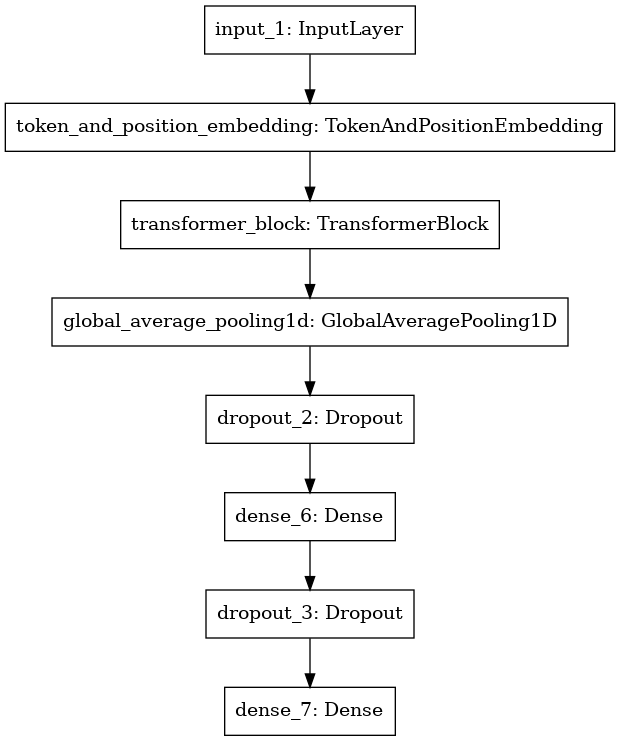 input_1: InputLayer
token_and_position_embedding: TokenAndPositionEmbedding
transformer_block: TransformerBlock
global_average_pooling1d: GlobalAveragePooling1D
dropout_2: Dropout
dense_6: Dense
dropout_3: Dropout
dense_7: Dense